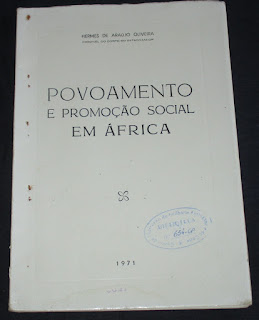 HERMES DE ARAÚJO OLIVEIRA
POVOAMENTO
E PROMOÇÃO SOCIAL
EM ÁFRICA
1971